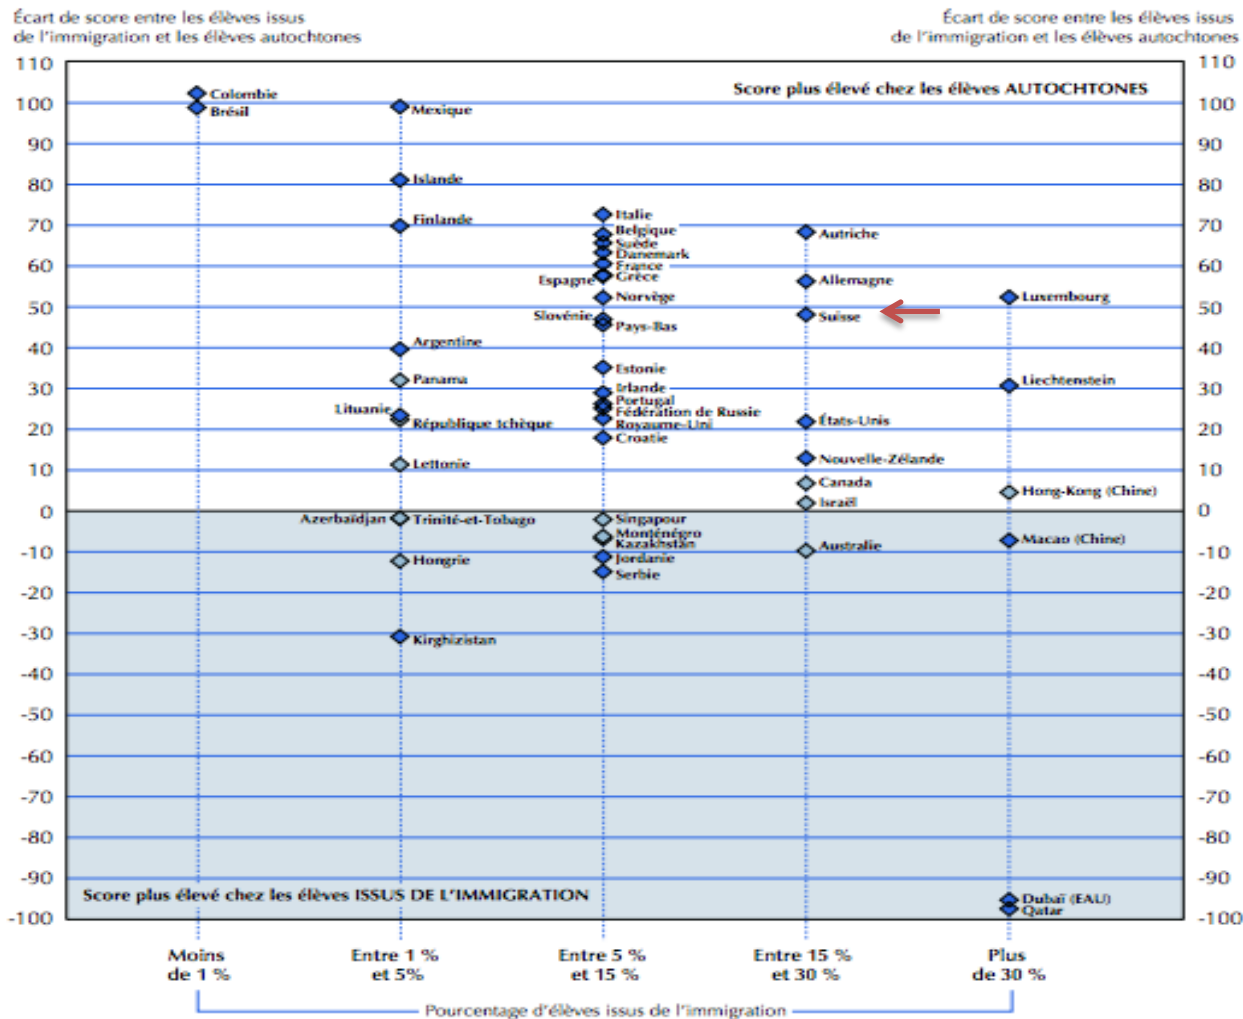 Écart de score entre les élèves issus
de l'immigration et les élèves autochtones
Écart de score entre les élèves issus
de l'immigration et les élèves autochtones
110
100
90
80
70
60
50
40
30
20
10
0
-10
-20
-30
-40
-50
-60
-70
-80
-90
-100
Score plus élevé chez les élèves AUTOCHTONES
Colombie
Brésil
Mexique
Islande
Finlande
Argentine
Panama
Lituanie
République tchèque
Lettonie
Azerbaïdjan
Trinité-et-Tobago
Hongrie
Kirghizistan
Italie
Belgique
Suède
Danemark
France
Grèce
Espagne
Norvège
Slovénie
Pays-Bas
Estonie
Irlande
Portugal
Fédération de Russie
Royaume-Uni
Croatie
Singapour
Monténégro
Kazakhstan
Jordanie
Serbie
Autriche
Allemagne
Suisse
États-Unis
Nouvelle-Zélande
Canada
Israël
Australie
Luxembourg
Liechtenstein
Hong-Kong (Chine)
Macao (Chine)
Dubaï (EAU)
Qatar
Score plus élevé chez les élèves ISSUS DE L'IMMIGRATION
110
100
90
80
70
60
50
40
30
20
10
0
-10
-20
-30
-40
-50
-60
-70
-80
-90
-100
Moins
de 1 %
Entre 1 %
et 5%
Entre 5 %
et 15%
Entre 15 %
et 30%
Plus
de 30 %
Pourcentage d'élèves issus de l'immigration